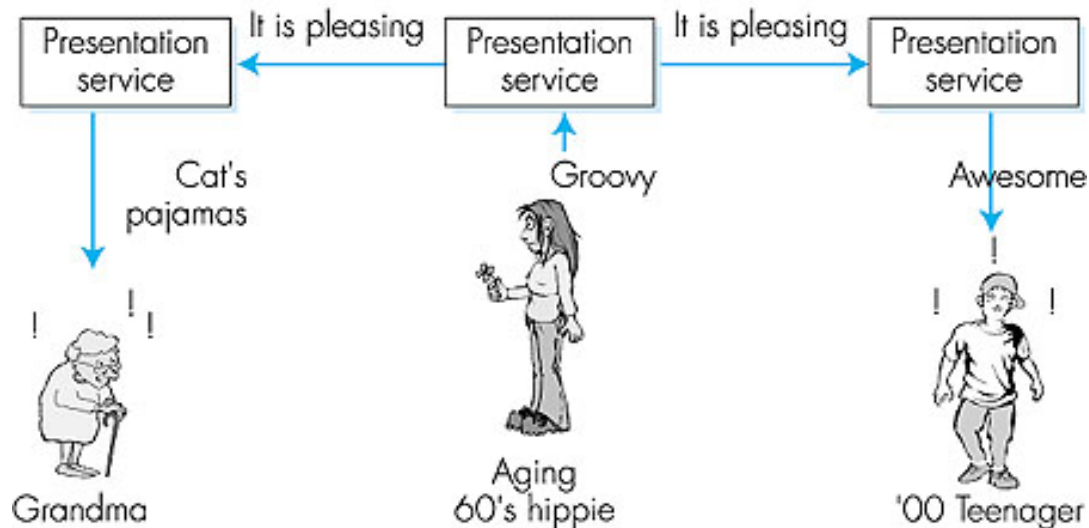 It is pleasing
It is pleasing
Presentation
service
Presentation
service
Presentation
service
Cat's
pajamas
Groovy
Awesome
!
! ! ! ! !
Grandma
Aging
60's hippie
'00 Teenager